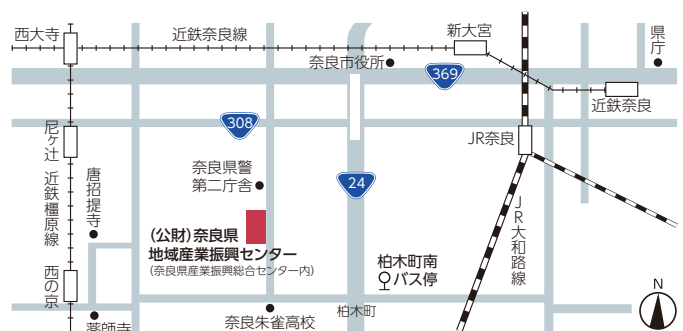 西大寺
近鉄奈良線
新大宮
県庁
奈良市役所
369
近鉄奈良
308
尼ヶ辻
JR奈良
奈良県警
第二庁舎
24
唐招提寺
近鉄橿原線
(公財)奈良県
地域産業振興センター
(奈良県産業振興総合センター内)
JR大和路線
柏木町南
バス停
西の京
N
柏木町
奈良朱雀高校
薬師寺